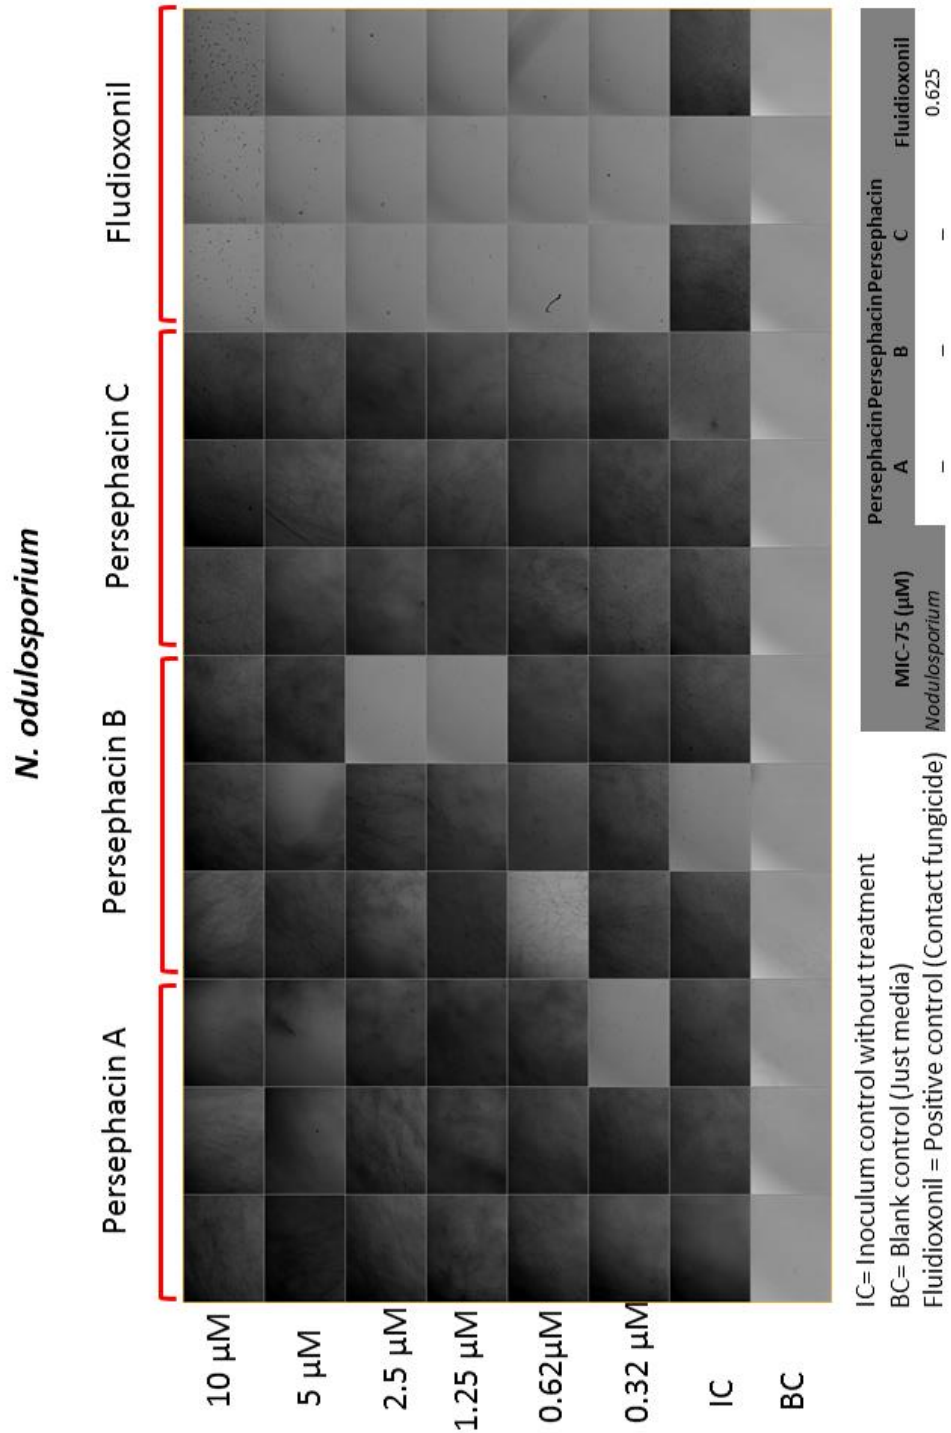 N. odulosporium
Persephacin A Persephacin B Persephacin C Fludioxonil
10 µM
5 µM
2.5 µM
1.25 µM
0.62µM
0.32 µM
IC
BC
IC= Inoculum control without treatment
BC= Blank control (Just media)
Fluidioxonil = Positive control (Contact fungicide)
MIC-75 (µM) Persephacin A Persephacin B Persephacin C Fluidioxonil
Nodulosporium – – – 0.625